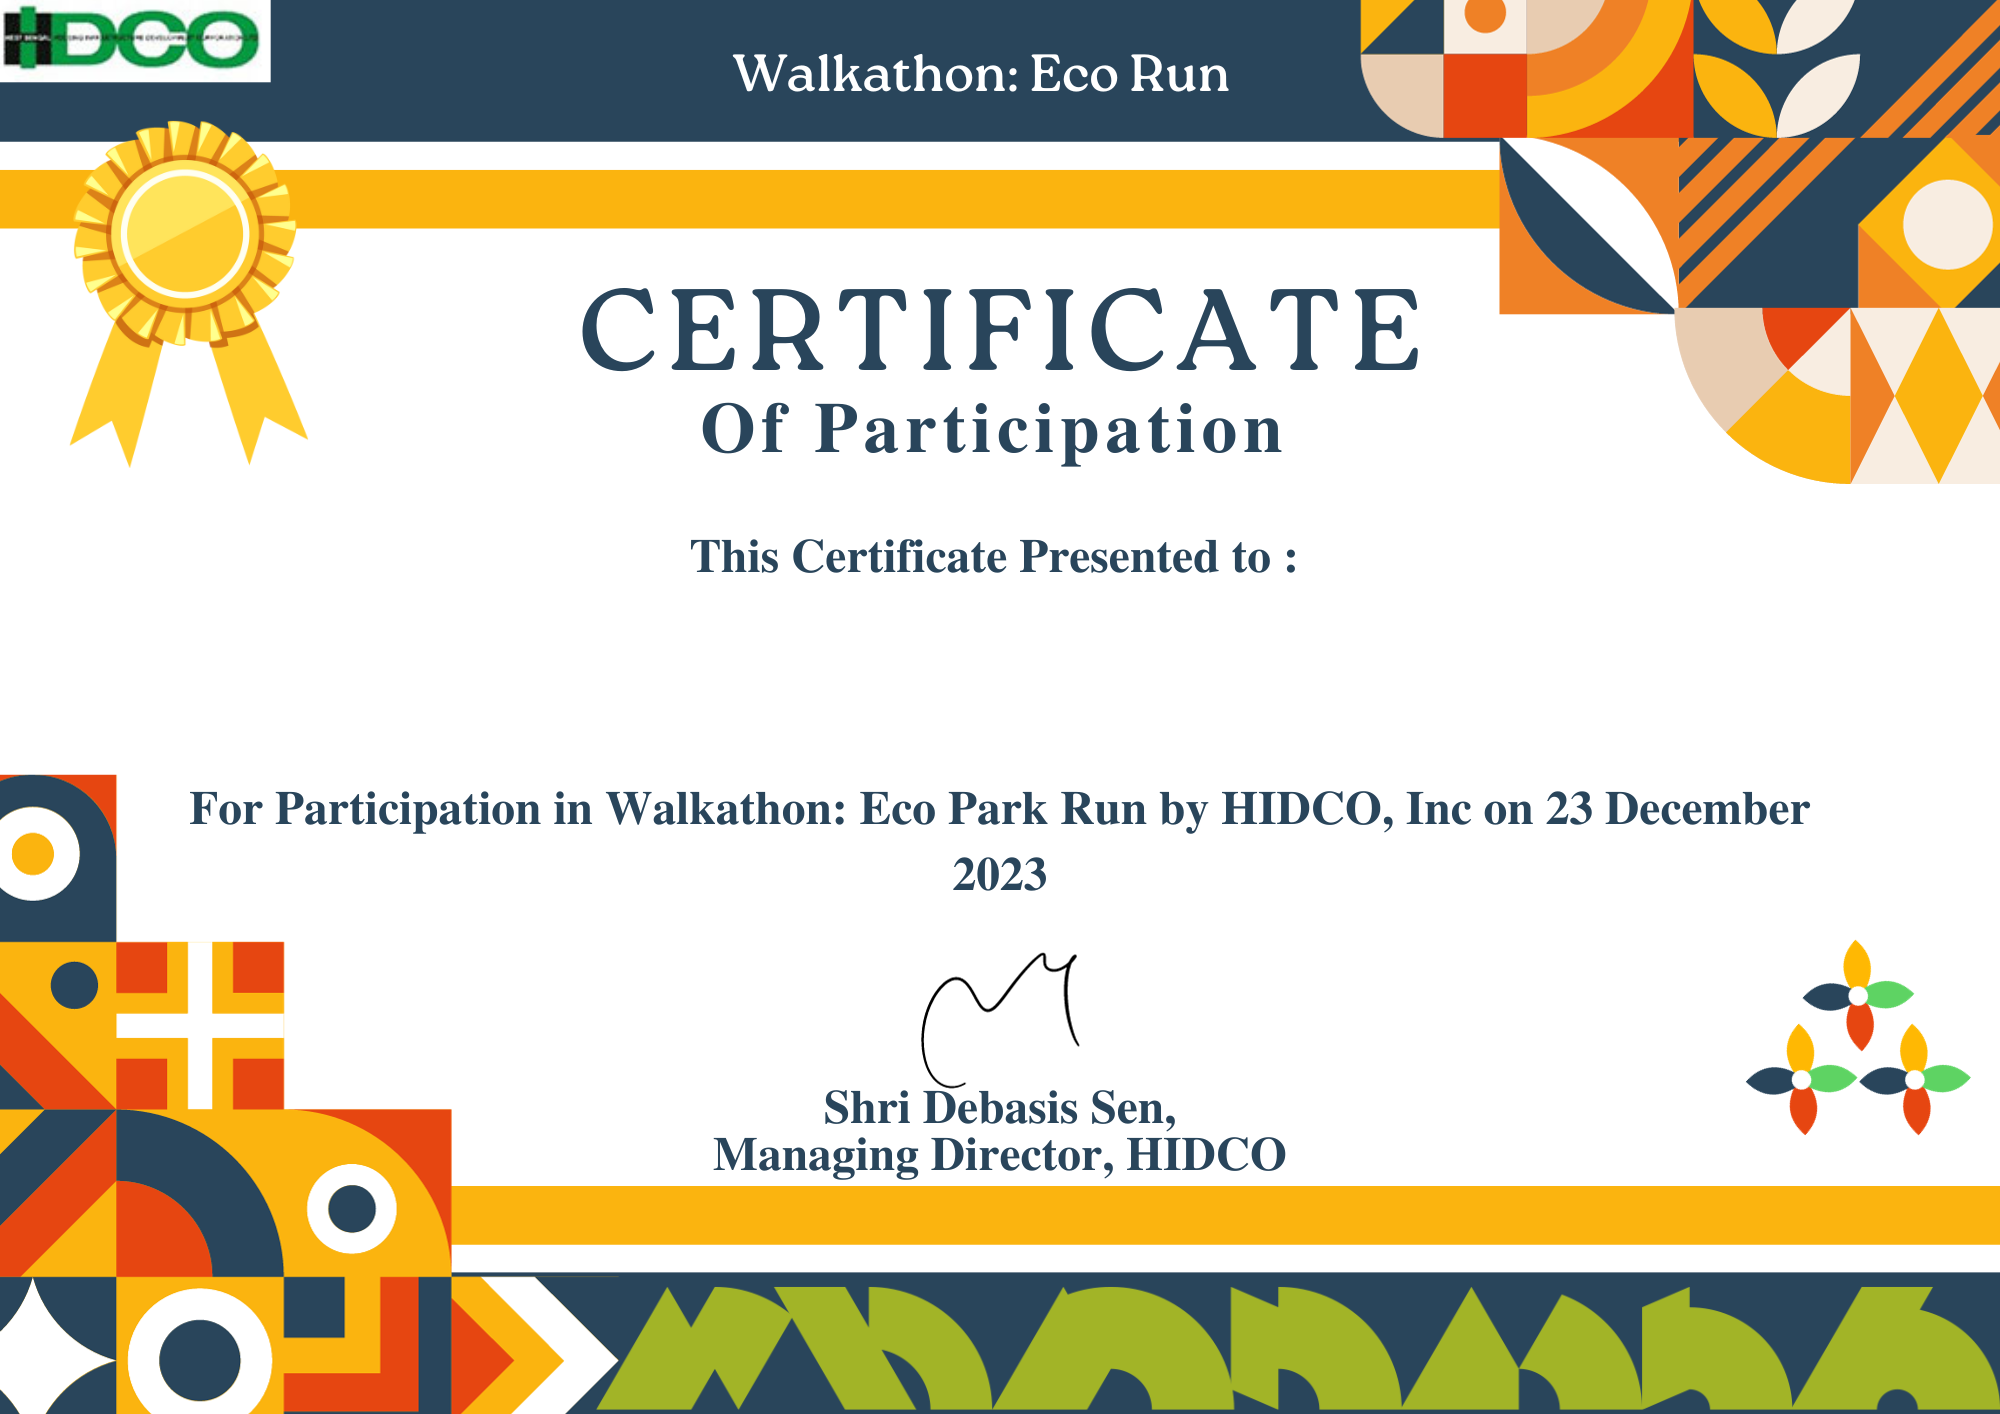 HIDCO
Walkathon: Eco Run
CERTIFICATE
Of Participation
This Certificate Presented to :
For Participation in Walkathon: Eco Park Run by HIDCO, Inc on 23 December
2023
Shri Debasis Sen,
Managing Director, HIDCO